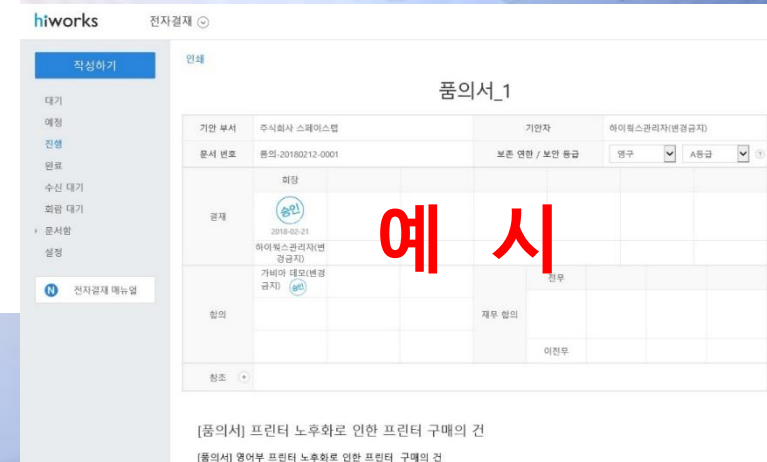 hiworks 전자결재
작성하기
대기
예정
진행
완료
수신 대기
회람 대기
문서함
설정
N 전자결재 매뉴얼
인쇄
품의서_1
기안 부서 주식회사 스페이스랩 기안자 하이웍스관리자(변경금지)
문서 번호 품의-20180212-0001 보존 연한 / 보안 등급 영구 A등급 ?
결재
회장
승인
2018-02-21
하이웍스관리자(변
경금지)
예 시
합의
가비아 데모(변경
금지) 승인
재무 합의
전무
이전무
참조 +
[품의서] 프린터 노후화로 인한 프린터 구매의 건
[품의서] 영어부 프린터 노후화로 인한 프린터 구매의 건